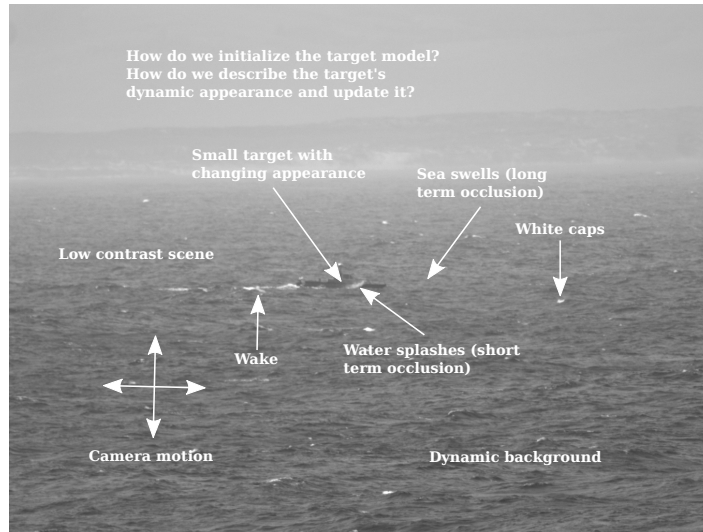 How do we initialize the target model?
How do we describe the target's
dynamic appearance and update it?
Small target with
changing appearance
Sea swells (long
term occlusion)
White caps
Low contrast scene
Wake
Water splashes (short
term occlusion)
Camera motion
Dynamic background